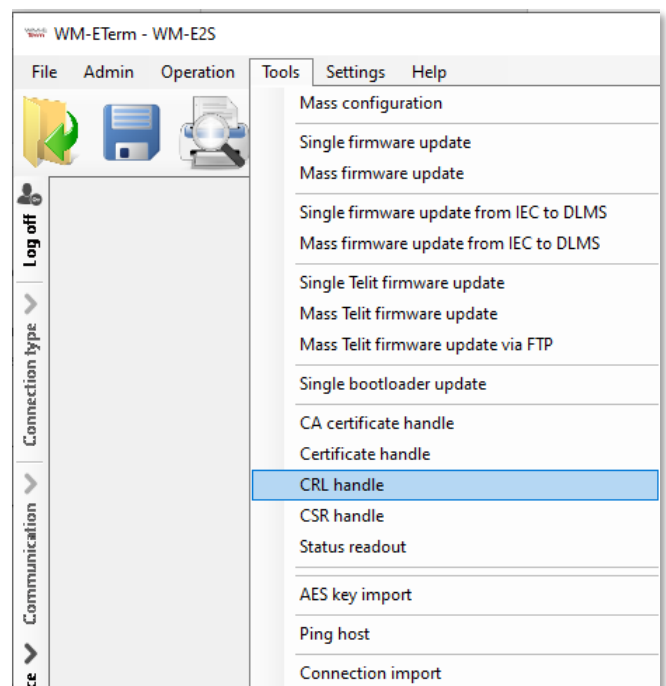 WM-ETerm - WM-E2S
File Admin Operation Tools Settings Help
Mass configuration
Single firmware update
Mass firmware update
Single firmware update from IEC to DLMS
Mass firmware update from IEC to DLMS
Single Telit firmware update
Mass Telit firmware update
Mass Telit firmware update via FTP
Single bootloader update
CA certificate handle
Certificate handle
CRL handle
CSR handle
Status readout
AES key import
Ping host
Connection import
Log off
Connection type
Communication